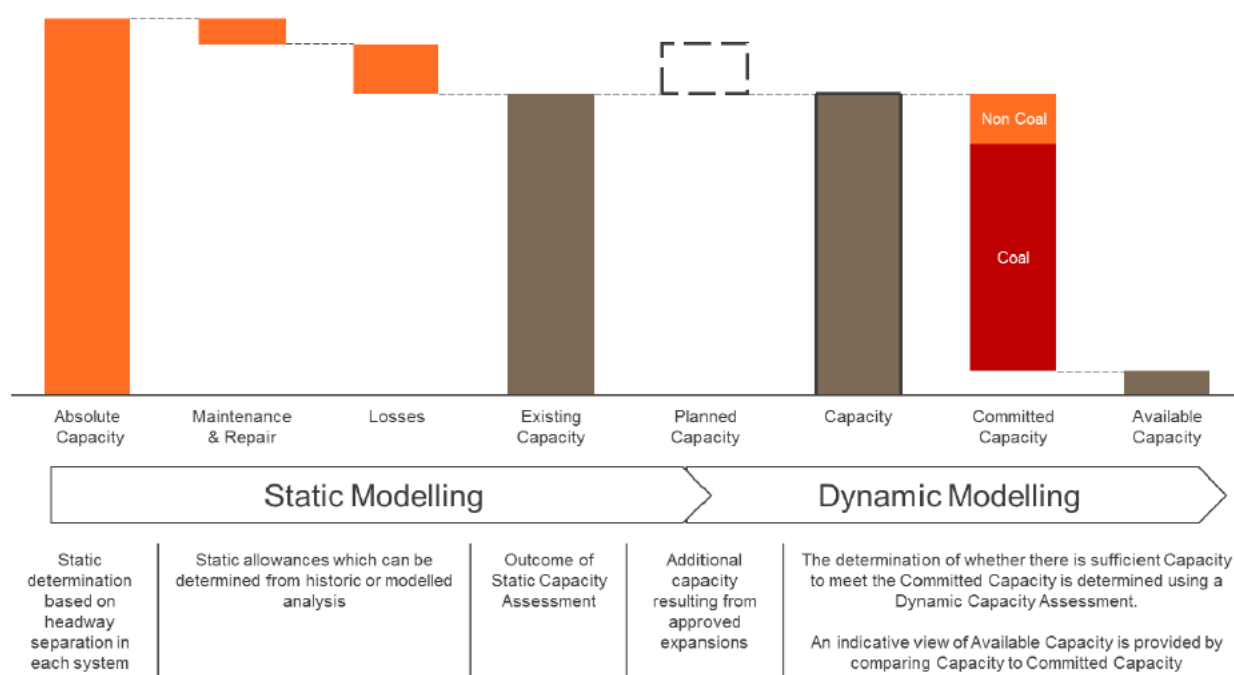 Non Coal
Coal
Absolute
Capacity
Maintenance
& Repair
Losses
Existing
Capacity
Planned
Capacity
Capacity
Committed
Capacity
Available
Capacity
Static Modelling
Dynamic Modelling
Static
determination
based on
headway
separation in
each system
Static allowances which can be
determined from historic or modelled
analysis
Outcome of
Static Capacity
Assessment
Additional
capacity
resulting from
approved
expansions
The determination of whether there is sufficient Capacity
to meet the Committed Capacity is determined using a
Dynamic Capacity Assessment.
An indicative view of Available Capacity is provided by
comparing Capacity to Committed Capacity